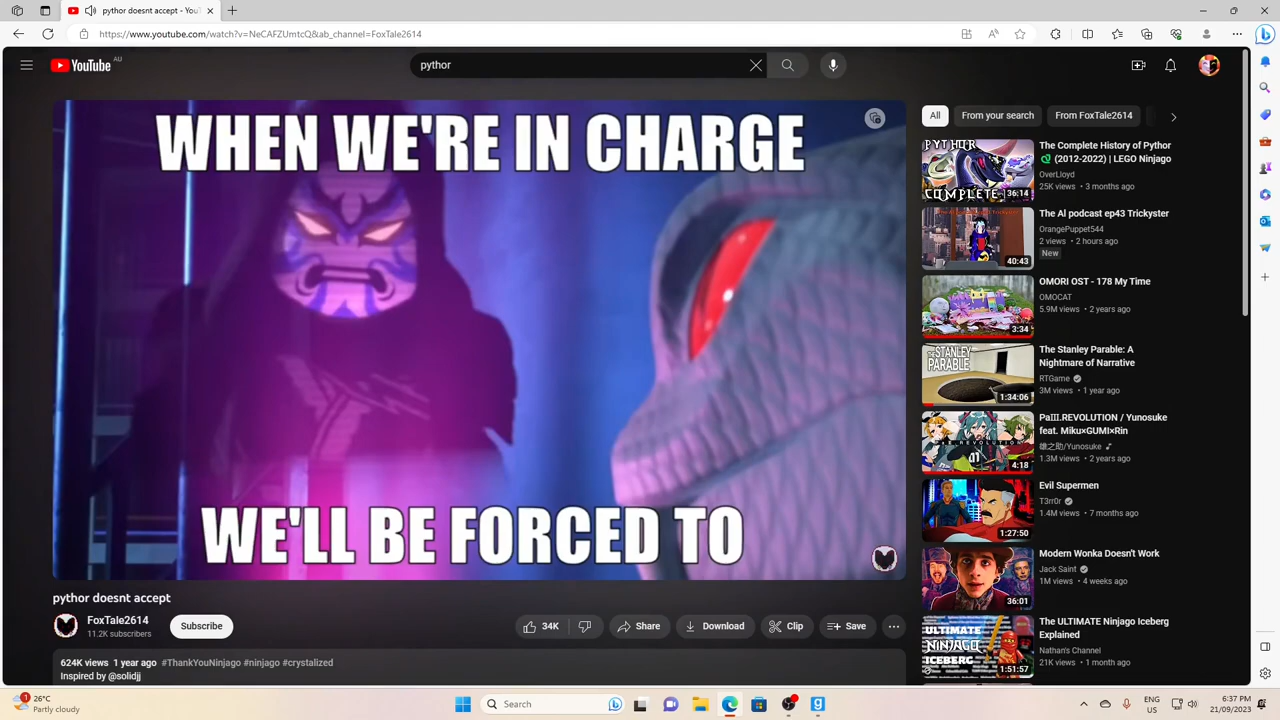 python doesnt accept - YouTu
https://www.youtube.com/watch?v=NeCAFZUmtcQ&ab_channel=FoxTale2614
YouTube AU
pythor
WHEN WE'RE IN CHARGE
WE'LL BE FORCED TO
pythor doesnt accept
FoxTale2614
11.2K subscribers
Subscribe
34K
Share
Download
Clip
Save
624K views 1 year ago #ThankYouNinjago #ninjago #crystalized
Inspired by @solidjj
All
From your search
From FoxTale2614
PYTHOR
COMPLETE
36:14
The Complete History of Pythor
(2012-2022) | LEGO Ninjago
OverLloyd
25K views • 3 months ago
40:43
The AI podcast ep43 Trickyster
OrangePuppet544
2 views • 2 hours ago
New
3:34
OMORI OST - 178 My Time
OMOCAT
5.9M views • 2 years ago
THE STANLEY PARABLE
1:34:06
The Stanley Parable: A
Nightmare of Narrative
RTGame
3M views • 1 year ago
4:18
PaIII.REVOLUTION / Yunosuke
feat. Miku×GUMI×Rin
雄之助/Yunosuke
1.3M views • 2 years ago
1:27:50
Evil Supermen
T3rr0r
1.4M views • 7 months ago
36:01
Modern Wonka Doesn't Work
Jack Saint
1M views • 4 weeks ago
ULTIMATE
NINJAGO
ICEBERG
1:51:57
The ULTIMATE Ninjago Iceberg
Explained
Nathan's Channel
21K views • 1 month ago
1
26°C
Partly cloudy
Search
ENG
US
6:37 PM
21/09/2023